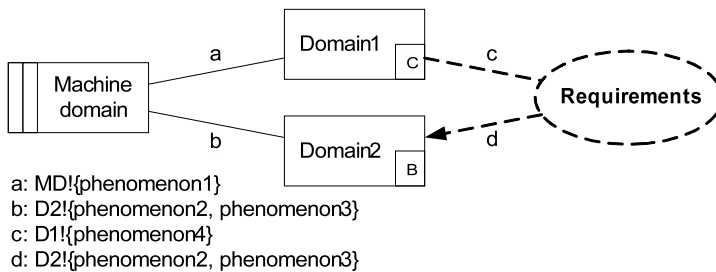 a
Domain1
C
c
Machine
domain
Requirements
b
Domain2
B
d
a: MD!{phenomenon1}
b: D2!{phenomenon2, phenomenon3}
c: D1!{phenomenon4}
d: D2!{phenomenon2, phenomenon3}